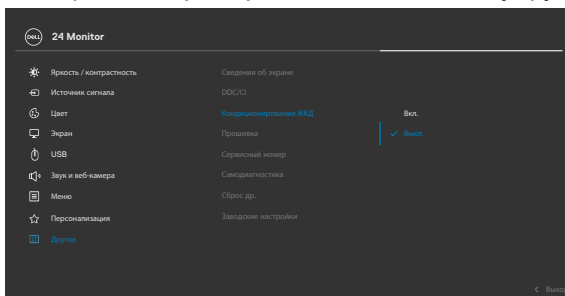 DELL 24 Monitor
Яркость / контрастность
Источник сигнала
Цвет
Экран
USB
Звук и веб-камера
Меню
Персонализация
Другое
Сведения об экране
DDC/CI
Кондиционирование ЖКД
Прошивка
Сервисный номер
Самодиагностика
Сброс др.
Заводские настройки
Вкл.
Выкл.
Выход